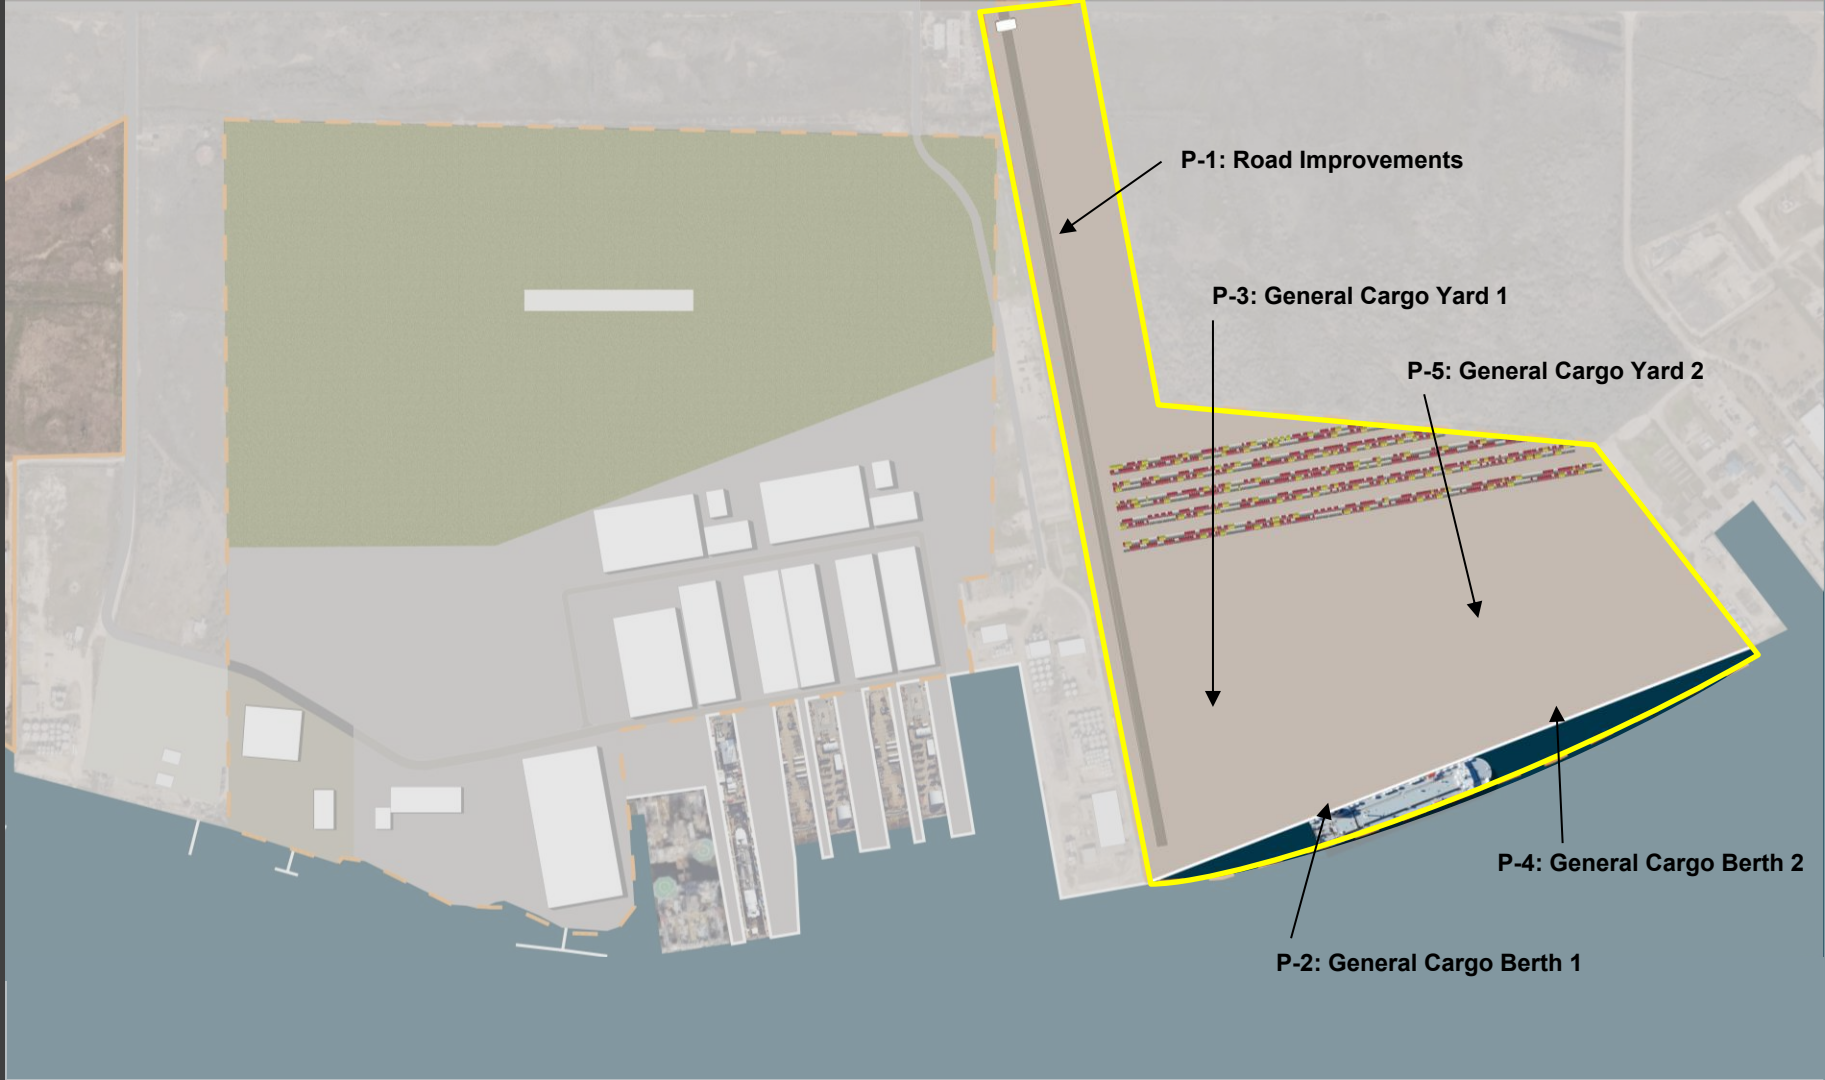 P-1: Road Improvements
P-3: General Cargo Yard 1
P-5: General Cargo Yard 2
P-4: General Cargo Berth 2
P-2: General Cargo Berth 1